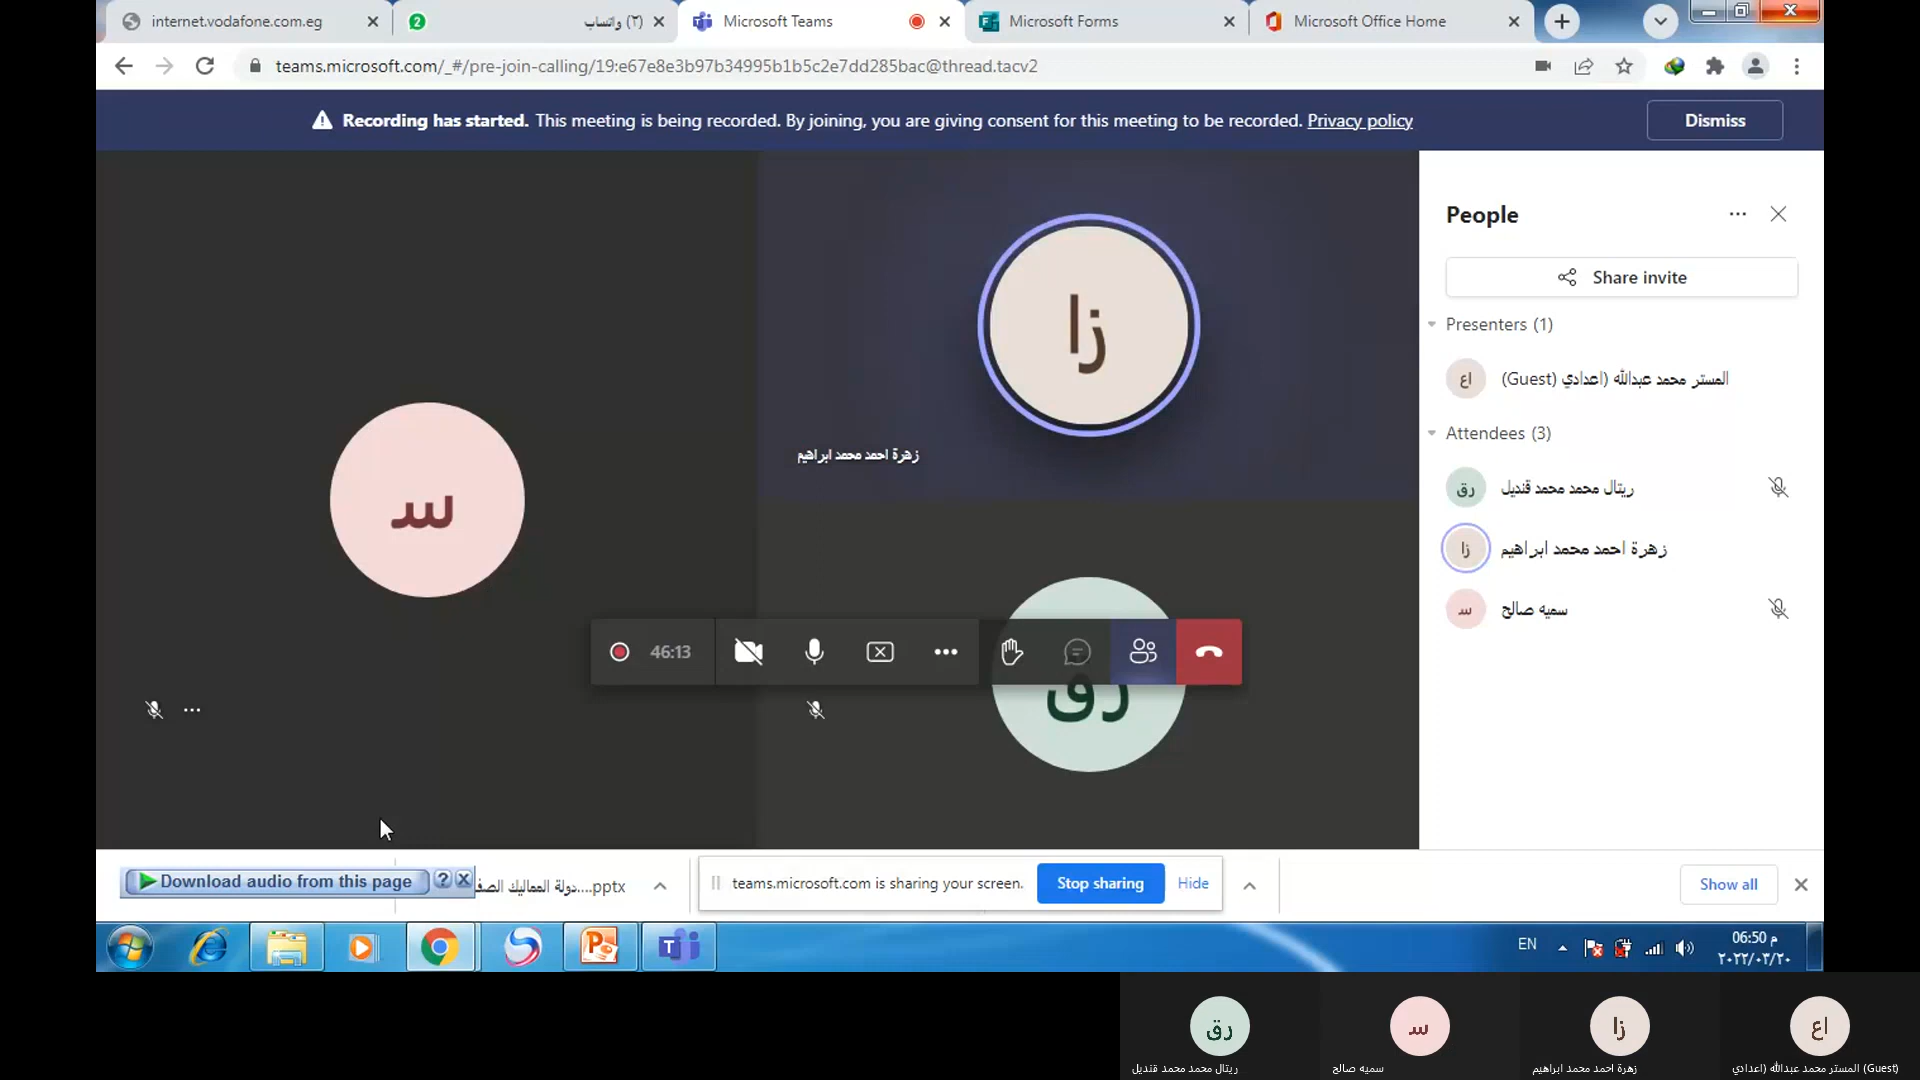 internet.vodafone.com.eg
2
(٢) واتساب
Microsoft Teams
Microsoft Forms
Microsoft Office Home
teams.microsoft.com/_#/pre-join-calling/19:e67e8e3b97b34995b1b5c2e7dd285bac@thread.tacv2
Recording has started. This meeting is being recorded. By joining, you are giving consent for this meeting to be recorded. Privacy policy
Dismiss
People
Share invite
Presenters (1)
اع
المستر محمد عبدالله (اعدادي (Guest)
Attendees (3)
رق
ريتال محمد محمد قنديل
زا
زهرة احمد محمد ابراهيم
س
سميه صالح
س
زا
زهرة احمد محمد ابراهيم
رق
46:13
Download audio from this page
?
دولة المماليك الصف....pptx
teams.microsoft.com is sharing your screen.
Stop sharing
Hide
Show all
EN
06:50 م
٢٠٢٢/٠٣/٢٠
رق
ريتال محمد محمد قنديل
س
سميه صالح
زا
زهرة احمد محمد ابراهيم
اع
المستر محمد عبدالله (اعدادي (Guest)